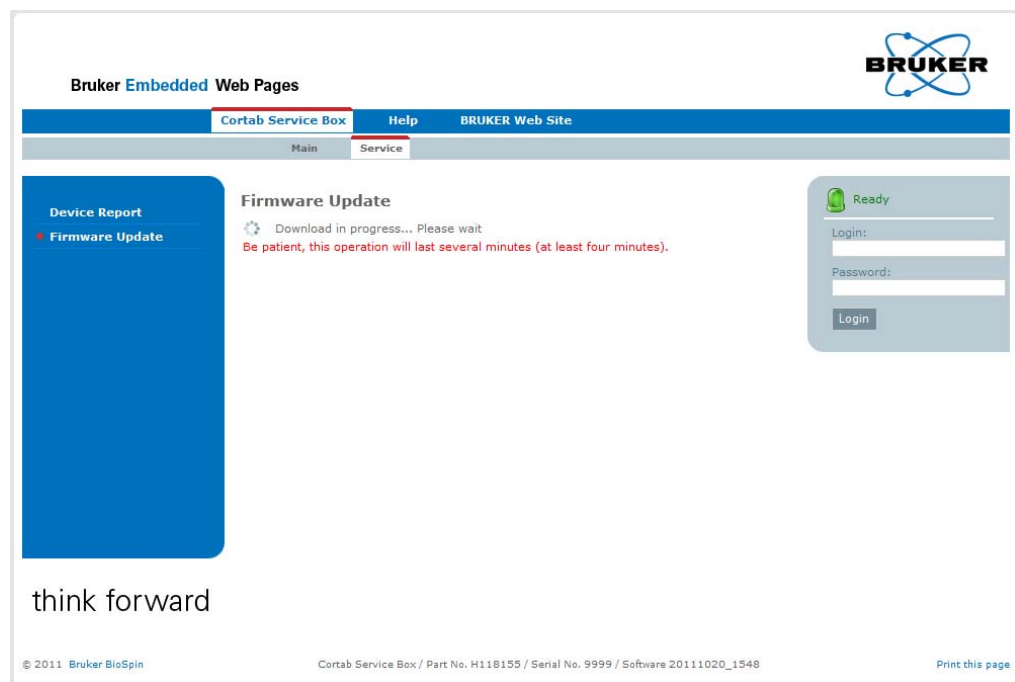 BRUKER
Bruker Embedded Web Pages
Cortab Service Box Help BRUKER Web Site
Main Service
Device Report
Firmware Update
Firmware Update
Download in progress... Please wait
Be patient, this operation will last several minutes (at least four minutes).
Ready
Login:
Password:
Login
think forward
© 2011 Bruker BioSpin Cortab Service Box / Part No. H118155 / Serial No. 9999 / Software 20111020_1548 Print this page